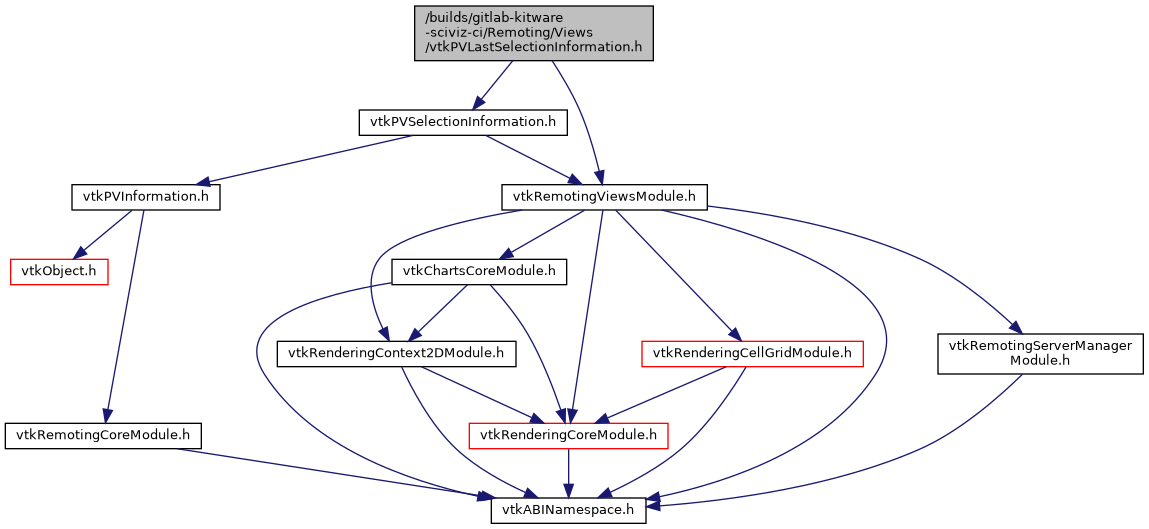 /builds/gitlab-kitware
-sciviz-ci/Remoting/Views
/vtkPVLastSelectionInformation.h
vtkPVSelectionInformation.h
vtkPVInformation.h
vtkRemotingViewsModule.h
vtkObject.h
vtkChartsCoreModule.h
vtkRenderingContext2DModule.h
vtkRenderingCellGridModule.h
vtkRemotingServerManager
Module.h
vtkRemotingCoreModule.h
vtkRenderingCoreModule.h
vtkABINamespace.h